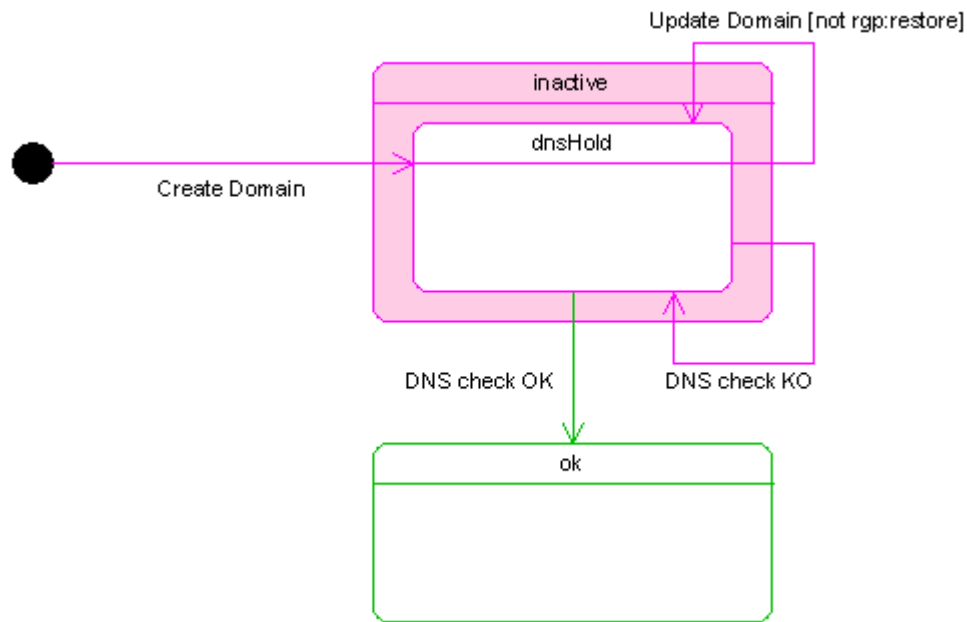 Update Domain [not rgp:restore]
inactive
dnsHold
Create Domain
DNS check OK
DNS check KO
ok